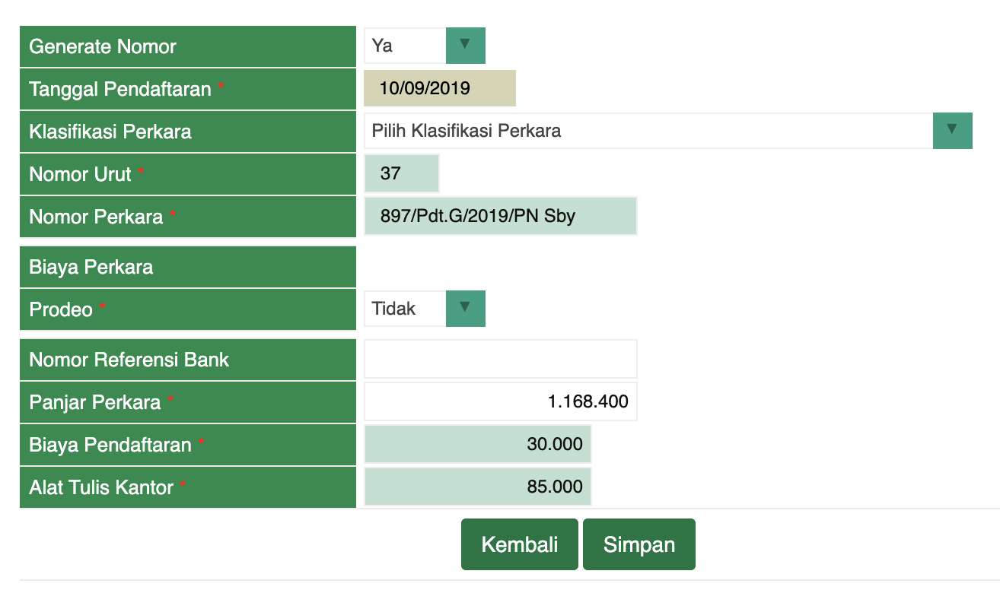 Generate Nomor Ya ▼
Tanggal Pendaftaran * 10/09/2019
Klasifikasi Perkara Pilih Klasifikasi Perkara ▼
Nomor Urut * 37
Nomor Perkara * 897/Pdt.G/2019/PN Sby
Biaya Perkara
Prodeo * Tidak ▼
Nomor Referensi Bank
Panjar Perkara * 1.168.400
Biaya Pendaftaran * 30.000
Alat Tulis Kantor * 85.000
Kembali Simpan